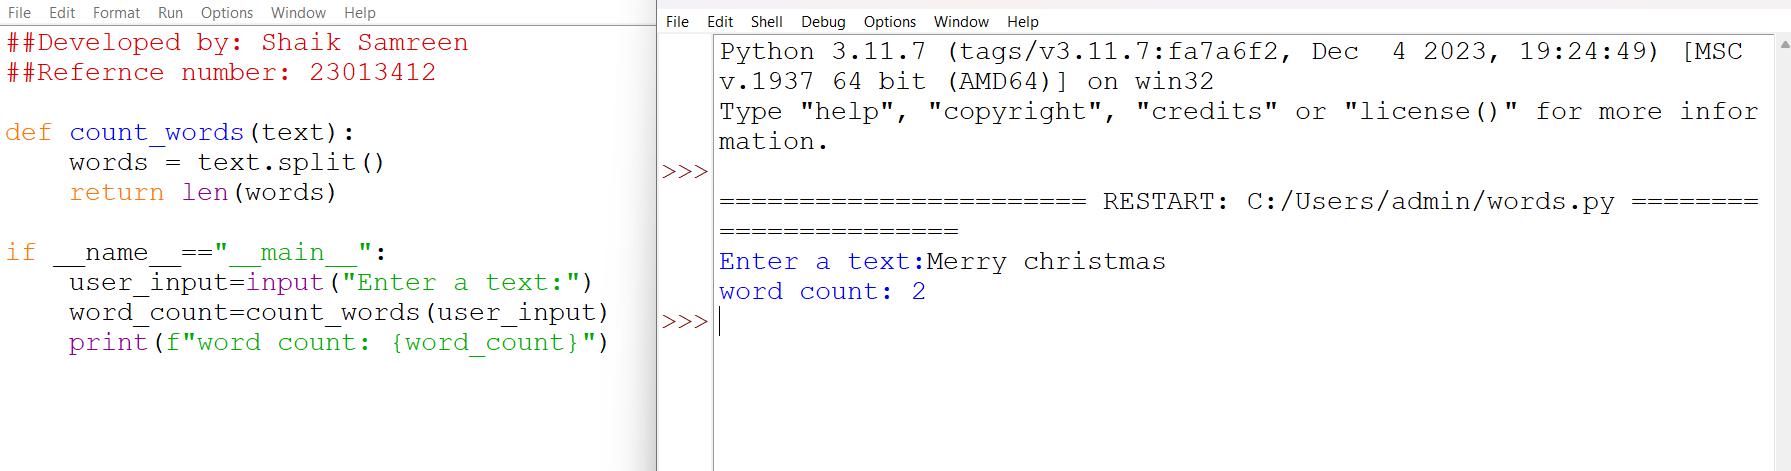 File Edit Format Run Options Window Help
##Developed by: Shaik Samreen
##Refernce number: 23013412
def count_words(text):
    words = text.split()
    return len(words)
if __name__=="__main__":
    user_input=input("Enter a text:")
    word_count=count_words(user_input)
    print(f"word count: {word_count}")
File Edit Shell Debug Options Window Help
Python 3.11.7 (tags/v3.11.7:fa7a6f2, Dec  4 2023, 19:24:49) [MSC
v.1937 64 bit (AMD64)] on win32
Type "help", "copyright", "credits" or "license()" for more infor
mation.
>>>
======================= RESTART: C:/Users/admin/words.py ========
===============
Enter a text:Merry christmas
word count: 2
>>>